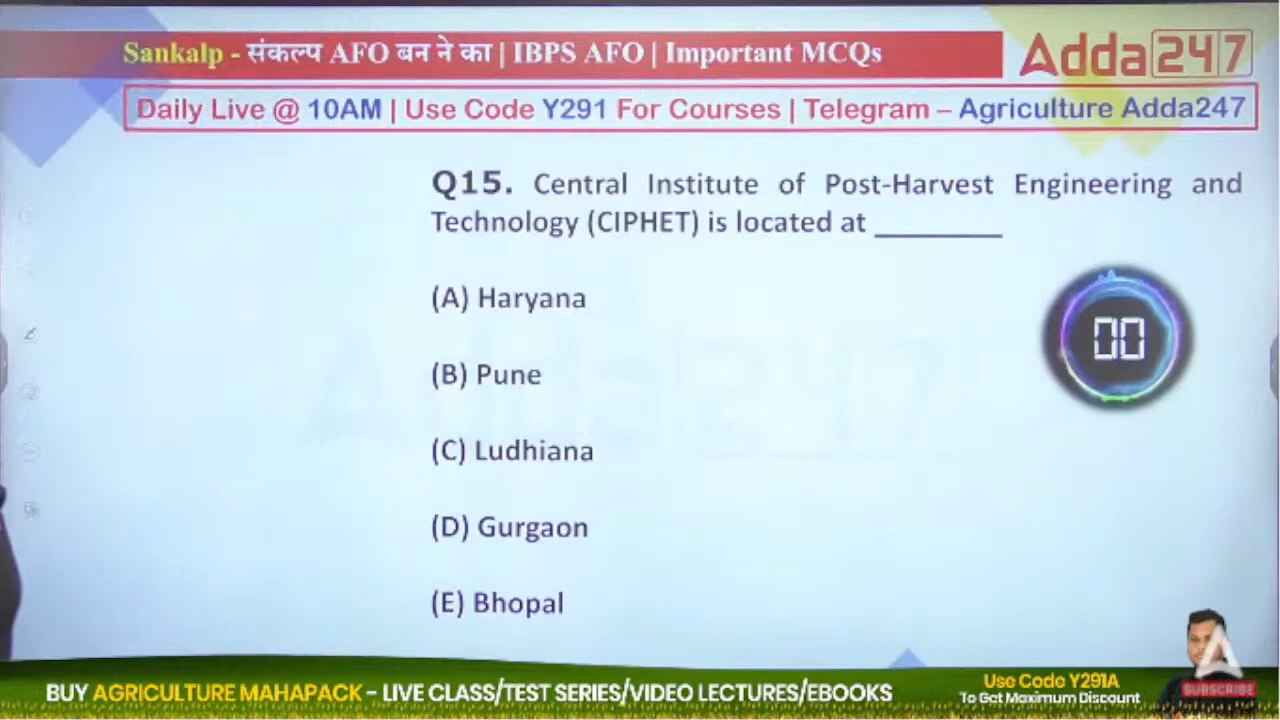 Sankalp - संकल्प AFO बन ने का | IBPS AFO | Important MCQs
Adda247
Daily Live @ 10AM | Use Code Y291 For Courses | Telegram – Agriculture Adda247
Q15. Central Institute of Post-Harvest Engineering and
Technology (CIPHET) is located at ________
(A) Haryana
00
(B) Pune
(C) Ludhiana
(D) Gurgaon
(E) Bhopal
BUY AGRICULTURE MAHAPACK - LIVE CLASS/TEST SERIES/VIDEO LECTURES/EBOOKS
Use Code Y291A
To Get Maximum Discount
SUBSCRIBE